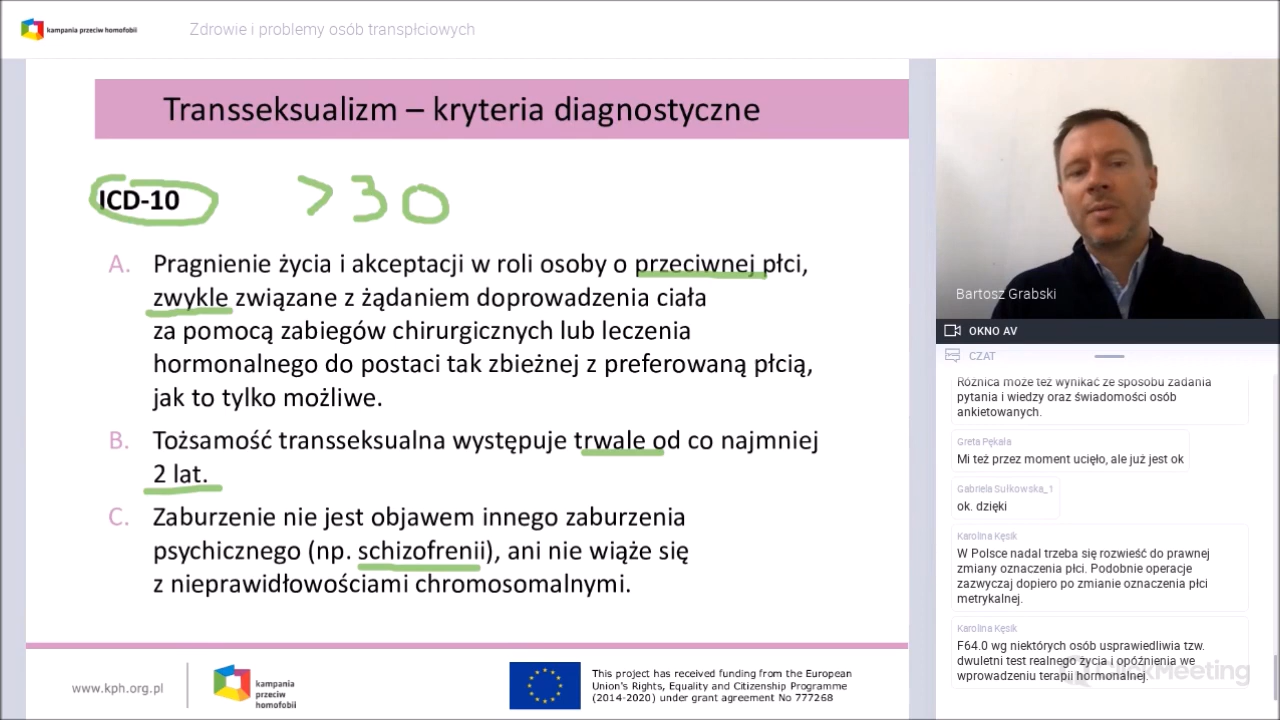 kampania przeciw homofobii
Zdrowie i problemy osób transpłciowych
Transseksualizm – kryteria diagnostyczne
ICD-10 > 30
A. Pragnienie życia i akceptacji w roli osoby o przeciwnej płci,
zwykle związane z żądaniem doprowadzenia ciała
za pomocą zabiegów chirurgicznych lub leczenia
hormonalnego do postaci tak zbieżnej z preferowaną płcią,
jak to tylko możliwe.
B. Tożsamość transseksualna występuje trwale od co najmniej
2 lat.
C. Zaburzenie nie jest objawem innego zaburzenia
psychicznego (np. schizofrenii), ani nie wiąże się
z nieprawidłowościami chromosomalnymi.
www.kph.org.pl
kampania
przeciw
homofobii
This project has received funding from the European
Union's Rights, Equality and Citizenship Programme
(2014-2020) under grant agreement No 777268
Bartosz Grabski
OKNO AV
CZAT
Różnica może też wynikać ze sposobu zadania
pytania i wiedzy oraz świadomości osób
ankietowanych.
Greta Pękała
Mi też przez moment ucięło, ale już jest ok
Gabriela Sułkowska_1
ok. dzięki
Karolina Kęsik
W Polsce nadal trzeba się rozwieść do prawnej
zmiany oznaczenia płci. Podobnie operacje
zazwyczaj dopiero po zmianie oznaczenia płci
metrykalnej.
Karolina Kęsik
F64.0 wg niektórych osób usprawiedliwia tzw.
dwuletni test realnego życia i opóźnienia we
wprowadzeniu terapii hormonalnej.
ClickMeeting